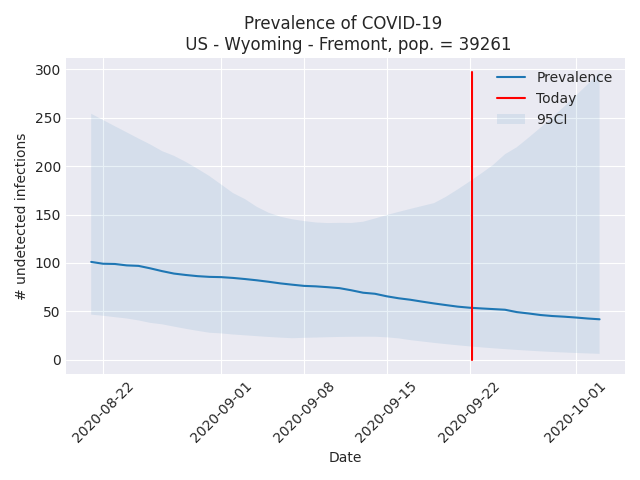 Prevalence of COVID-19
US - Wyoming - Fremont, pop. = 39261
300
250
200
150
100
50
0
# undetected infections
Prevalence
Today
95CI
2020-08-22
2020-09-01
2020-09-08
2020-09-15
2020-09-22
2020-10-01
Date